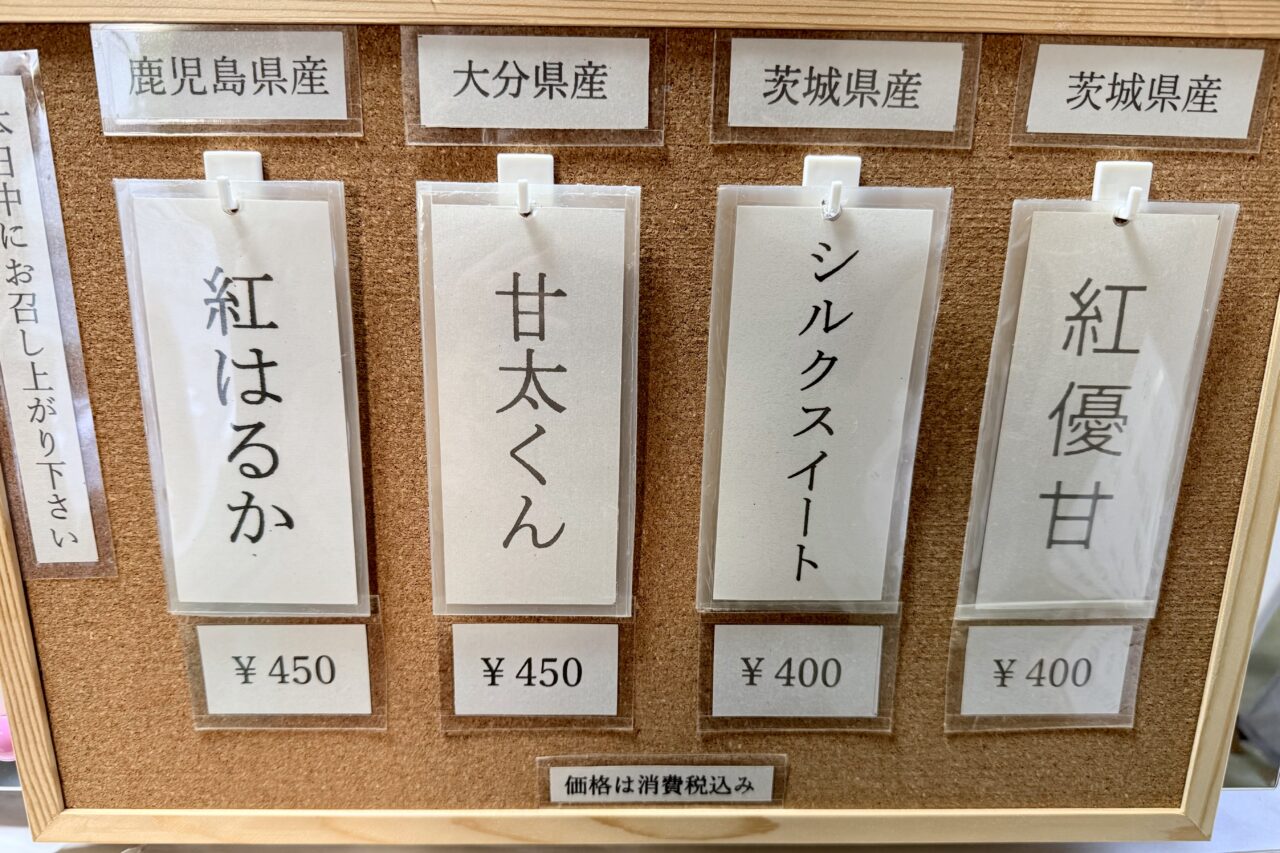 鹿児島県産
紅はるか
¥450
大分県産
甘太くん
¥450
茨城県産
シルクスイート
¥400
茨城県産
紅優甘
¥400
本日中にお召し上がり下さい
価格は消費税込み